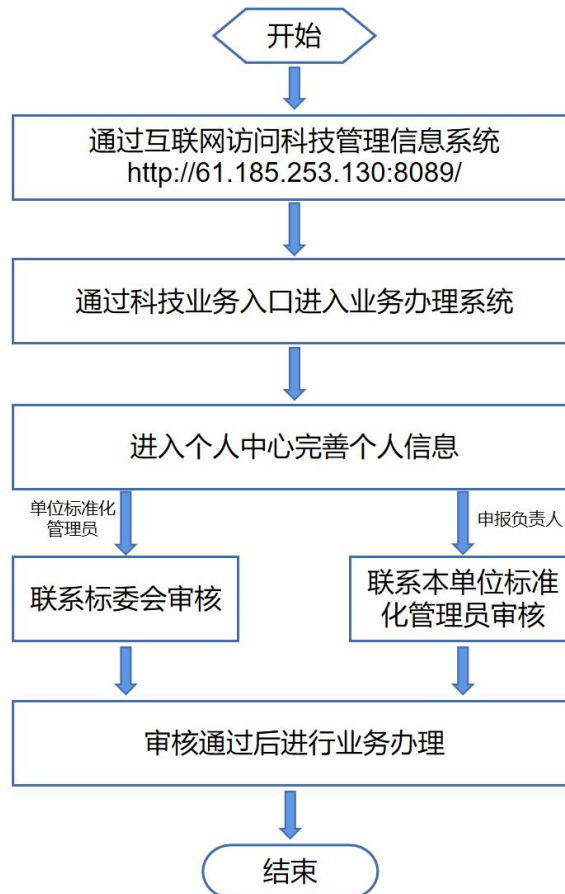 开始
通过互联网访问科技管理信息系统
http://61.185.253.130:8089/
通过科技业务入口进入业务办理系统
进入个人中心完善个人信息
单位标准化
管理员
申报负责人
联系标委会审核
联系本单位标准
化管理员审核
审核通过后进行业务办理
结束